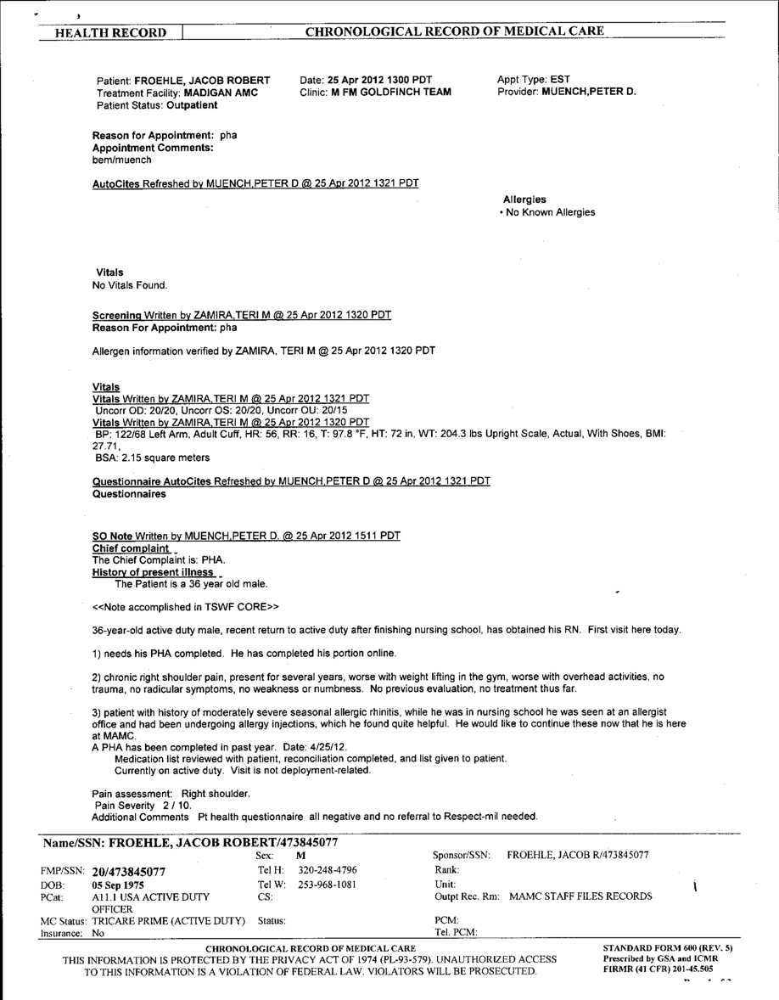 HEALTH RECORD
CHRONOLOGICAL RECORD OF MEDICAL CARE
Patient: FROEHLE, JACOB ROBERT Date: 25 Apr 2012 1300 PDT Appt Type: EST
Treatment Facility: MADIGAN AMC Clinic: M FM GOLDFINCH TEAM Provider: MUENCH,PETER D.
Patient Status: Outpatient
Reason for Appointment: pha
Appointment Comments:
bem/muench
AutoCites Refreshed by MUENCH,PETER D @ 25 Apr 2012 1321 PDT
Allergies
• No Known Allergies
Vitals
No Vitals Found.
Screening Written by ZAMIRA,TERI M @ 25 Apr 2012 1320 PDT
Reason For Appointment: pha
Allergen information verified by ZAMIRA, TERI M @ 25 Apr 2012 1320 PDT
Vitals
Vitals Written by ZAMIRA,TERI M @ 25 Apr 2012 1321 PDT
Uncorr OD: 20/20, Uncorr OS: 20/20, Uncorr OU: 20/15
Vitals Written by ZAMIRA,TERI M @ 25 Apr 2012 1320 PDT
BP: 122/68 Left Arm, Adult Cuff, HR: 56, RR: 16, T: 97.8 °F, HT: 72 in, WT: 204.3 lbs Upright Scale, Actual, With Shoes, BMI:
27.71,
BSA: 2.15 square meters
Questionnaire AutoCites Refreshed by MUENCH,PETER D @ 25 Apr 2012 1321 PDT
Questionnaires
SO Note Written by MUENCH,PETER D. @ 25 Apr 2012 1511 PDT
Chief complaint
The Chief Complaint is: PHA.
History of present illness
The Patient is a 36 year old male.
<<Note accomplished in TSWF CORE>>
36-year-old active duty male, recent return to active duty after finishing nursing school, has obtained his RN. First visit here today.
1) needs his PHA completed. He has completed his portion online.
2) chronic right shoulder pain, present for several years, worse with weight lifting in the gym, worse with overhead activities, no
trauma, no radicular symptoms, no weakness or numbness. No previous evaluation, no treatment thus far.
3) patient with history of moderately severe seasonal allergic rhinitis, while he was in nursing school he was seen at an allergist
office and had been undergoing allergy injections, which he found quite helpful. He would like to continue these now that he is here
at MAMC.
A PHA has been completed in past year. Date: 4/25/12.
Medication list reviewed with patient, reconciliation completed, and list given to patient.
Currently on active duty. Visit is not deployment-related.
Pain assessment: Right shoulder.
Pain Severity 2 / 10.
Additional Comments Pt health questionnaire all negative and no referral to Respect-mil needed.
Name/SSN: FROEHLE, JACOB ROBERT/473845077
Sex: M Sponsor/SSN: FROEHLE, JACOB R/473845077
FMP/SSN: 20/473845077 Tel H: 320-248-4796 Rank:
DOB: 05 Sep 1975 Tel W: 253-968-1081 Unit:
PCat: A11.1 USA ACTIVE DUTY CS: Outpt Rec. Rm: MAMC STAFF FILES RECORDS
OFFICER
MC Status: TRICARE PRIME (ACTIVE DUTY) Status: PCM:
Insurance: No Tel. PCM:
CHRONOLOGICAL RECORD OF MEDICAL CARE STANDARD FORM 600 (REV. 5)
THIS INFORMATION IS PROTECTED BY THE PRIVACY ACT OF 1974 (PL-93-579). UNAUTHORIZED ACCESS Prescribed by GSA and ICMR
TO THIS INFORMATION IS A VIOLATION OF FEDERAL LAW. VIOLATORS WILL BE PROSECUTED. FIRMR (41 CFR) 201-45.505